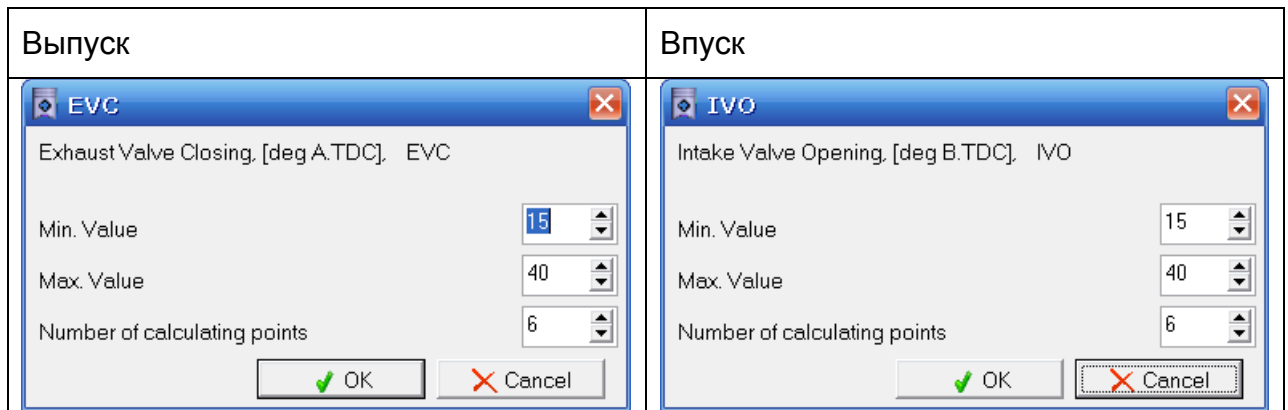 Выпуск
Впуск
EVC
Exhaust Valve Closing, [deg A.TDC], EVC
Min. Value 15
Max. Value 40
Number of calculating points 6
OK Cancel
IVO
Intake Valve Opening, [deg B.TDC], IVO
Min. Value 15
Max. Value 40
Number of calculating points 6
OK Cancel